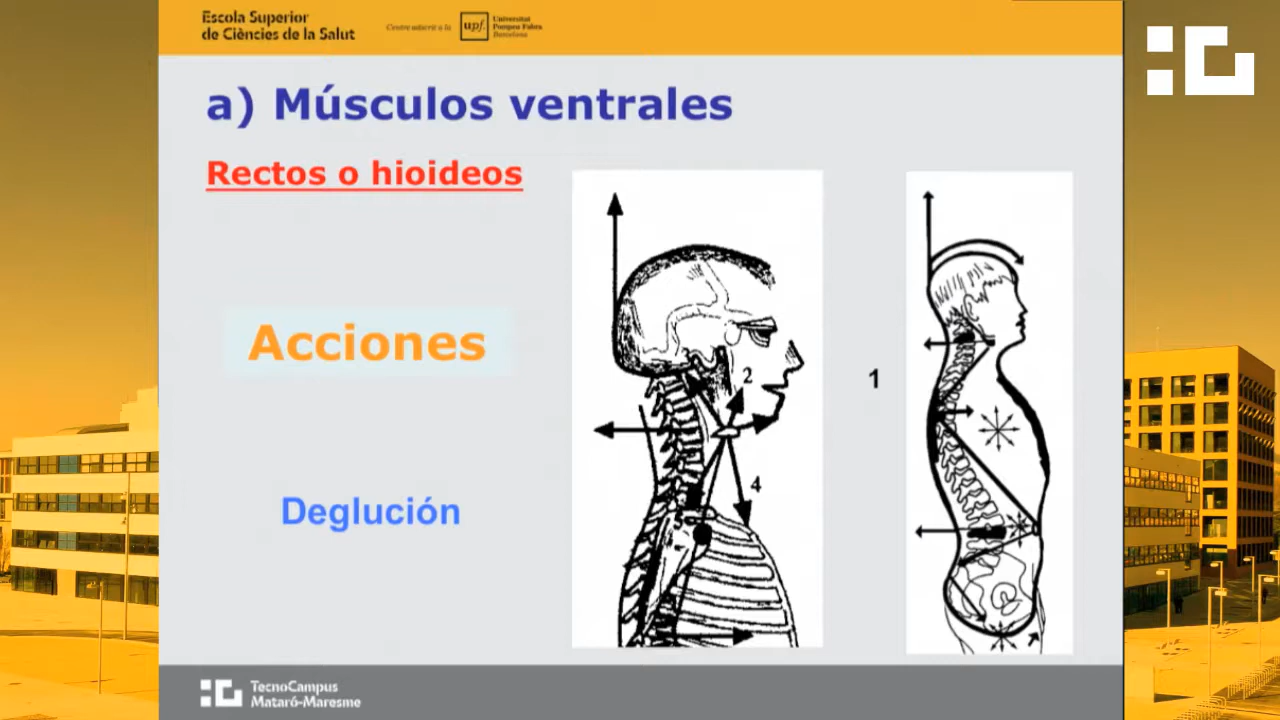 Escola Superior
de Ciències de la Salut
Centre adscrit a la
upf.
Universitat
Pompeu Fabra
Barcelona
a) Músculos ventrales
Rectos o hioideos
Acciones
2
1
4
Deglución
TecnoCampus
Mataró-Maresme